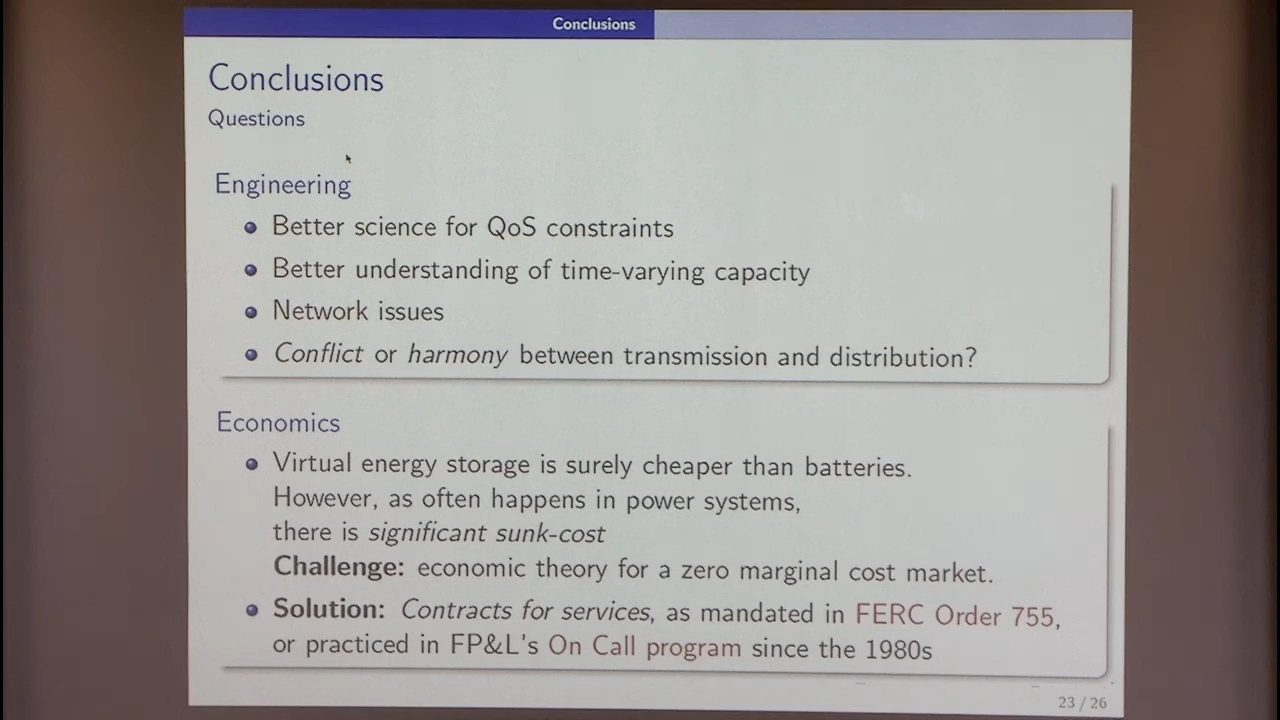 Conclusions
Conclusions
Questions
Engineering
Better science for QoS constraints
Better understanding of time-varying capacity
Network issues
Conflict or harmony between transmission and distribution?
Economics
Virtual energy storage is surely cheaper than batteries.
However, as often happens in power systems,
there is significant sunk-cost
Challenge: economic theory for a zero marginal cost market.
Solution: Contracts for services, as mandated in FERC Order 755,
or practiced in FP&L's On Call program since the 1980s
23 / 26